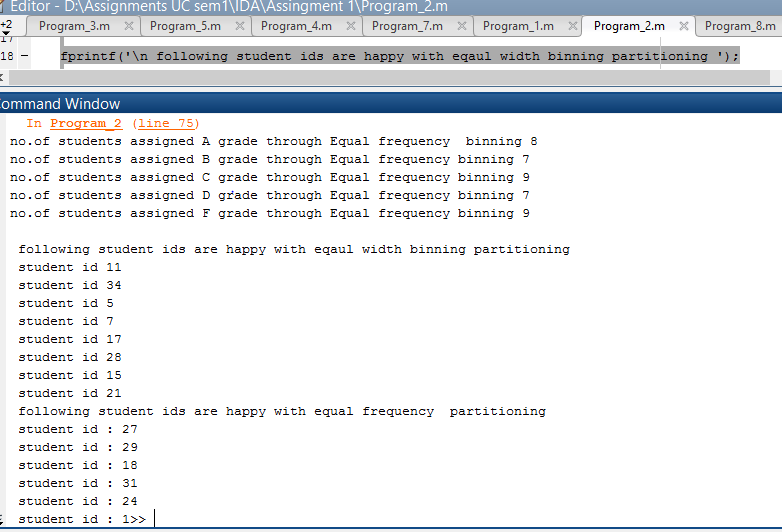 Editor - D:\Assignments UC sem1\IDA\Assingment 1\Program_2.m
+2 Program_3.m Program_5.m Program_4.m Program_7.m Program_1.m Program_2.m Program_8.m
17
18 – fprintf('\n following student ids are happy with eqaul width binning partitioning ');
Command Window
In Program_2 (line 75)
no.of students assigned A grade through Equal frequency  binning 8
no.of students assigned B grade through Equal frequency binning 7
no.of students assigned C grade through Equal frequency binning 9
no.of students assigned D grade through Equal frequency binning 7
no.of students assigned F grade through Equal frequency binning 9
following student ids are happy with eqaul width binning partitioning
student id 11
student id 34
student id 5
student id 7
student id 17
student id 28
student id 15
student id 21
following student ids are happy with equal frequency  partitioning
student id : 27
student id : 29
student id : 18
student id : 31
student id : 24
student id : 1>>